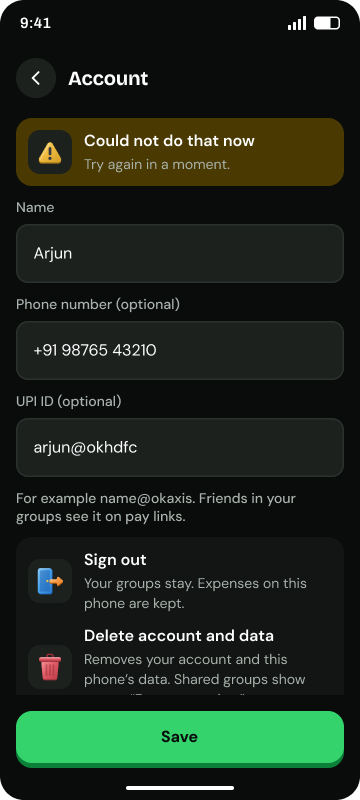 9:41
Account
Could not do that now
Try again in a moment.
Name
Arjun
Phone number (optional)
+91 98765 43210
UPI ID (optional)
arjun@okhdfc
For example name@okaxis. Friends in your
groups see it on pay links.
Sign out
Your groups stay. Expenses on this
phone are kept.
Delete account and data
Removes your account and this
phone's data. Shared groups show
Save